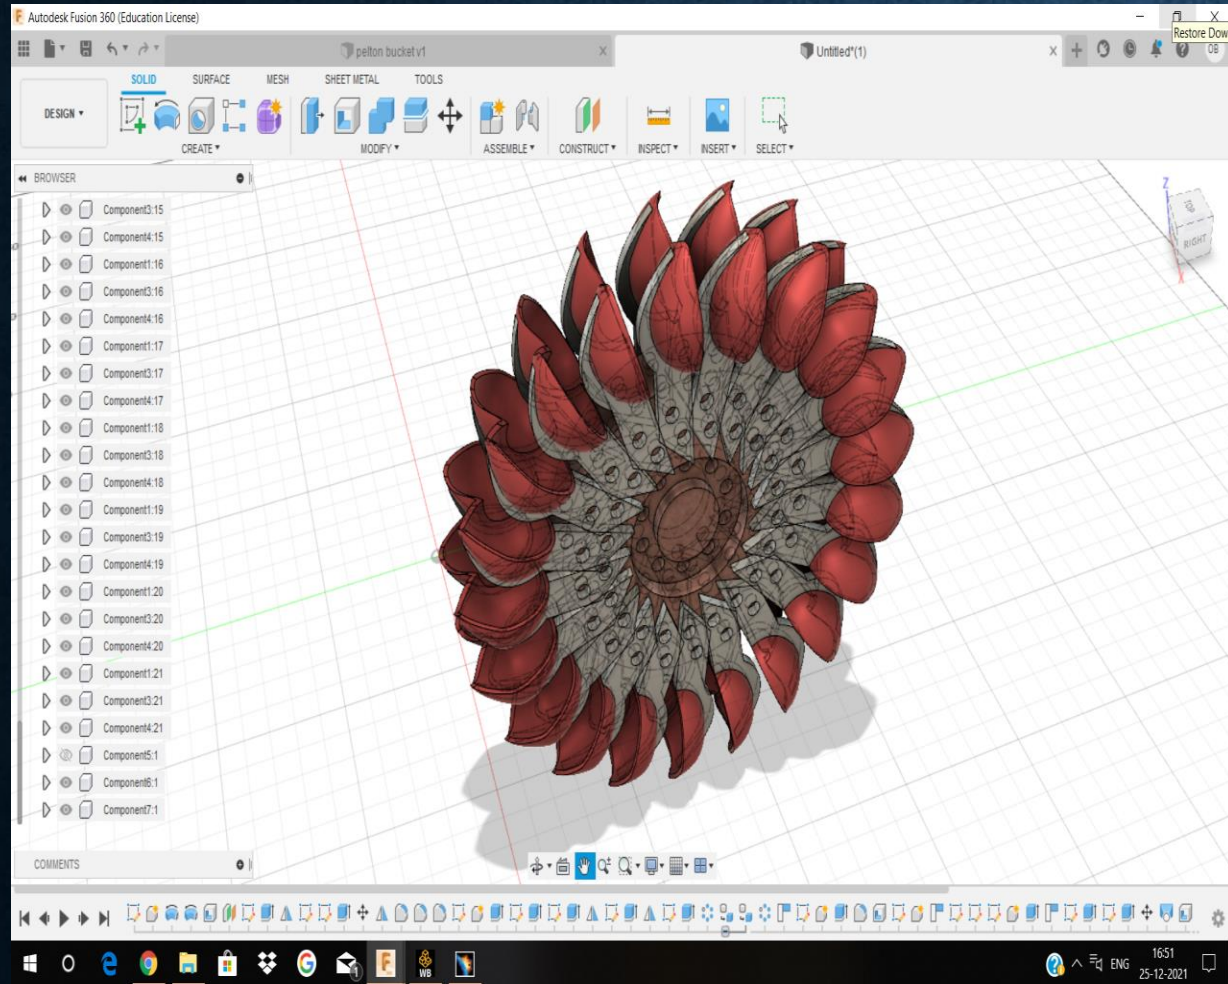 Autodesk Fusion 360 (Education License)
Restore Dow
pelton bucket v1
Untitled*(1)
OB
SOLID SURFACE MESH SHEET METAL TOOLS
DESIGN
CREATE MODIFY ASSEMBLE CONSTRUCT INSPECT INSERT SELECT
BROWSER
Component3:15
Component4:15
Component1:16
Component3:16
Component4:16
Component1:17
Component3:17
Component4:17
Component1:18
Component3:18
Component4:18
Component1:19
Component3:19
Component4:19
Component1:20
Component3:20
Component4:20
Component1:21
Component3:21
Component4:21
Component5:1
Component6:1
Component7:1
Z
TOP
RIGHT
X
COMMENTS
WB
1
ENG
16:51
25-12-2021